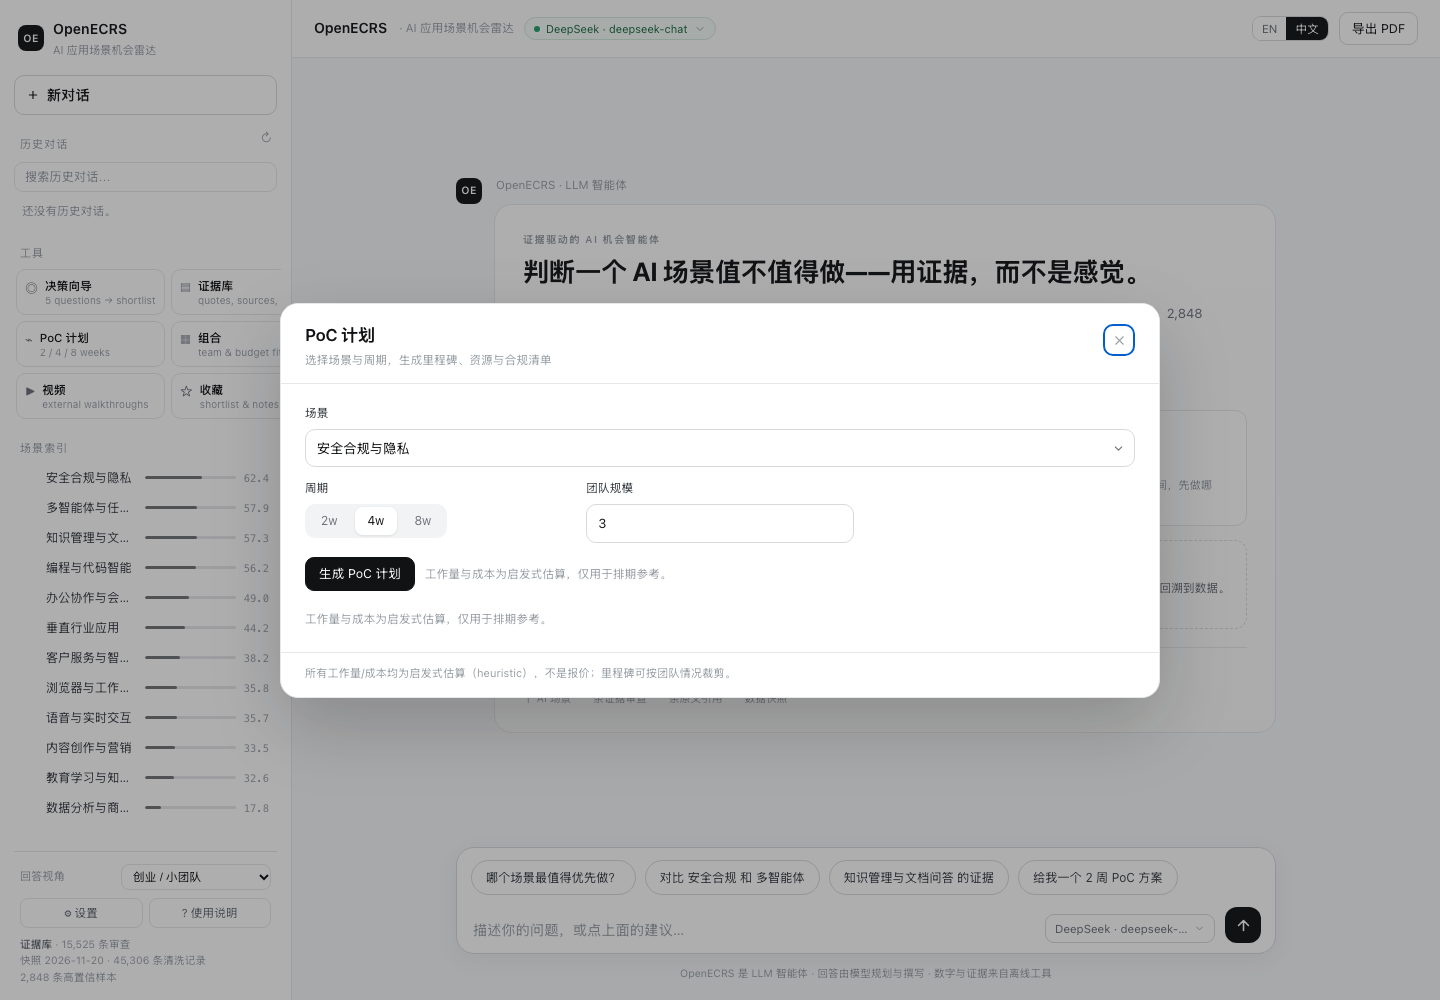 OE
OpenECRS
AI 应用场景机会雷达
+ 新对话
历史对话
搜索历史对话...
还没有历史对话。
工具
决策向导
5 questions → shortlist
证据库
quotes, sources,
PoC 计划
2 / 4 / 8 weeks
组合
team & budget fit
视频
external walkthroughs
收藏
shortlist & notes
场景索引
安全合规与隐私 62.4
多智能体与任... 57.9
知识管理与文... 57.3
编程与代码智能 56.2
办公协作与会... 49.0
垂直行业应用 44.2
客户服务与智... 38.2
浏览器与工作... 35.8
语音与实时交互 35.7
内容创作与营销 33.5
教育学习与知... 32.6
数据分析与商... 17.8
回答视角
创业 / 小团队
设置
? 使用说明
证据库 · 15,525 条审查
快照 2026-11-20 · 45,306 条清洗记录
2,848 条高置信样本
OpenECRS · AI 应用场景机会雷达
DeepSeek · deepseek-chat
EN 中文
导出 PDF
OE
OpenECRS · LLM 智能体
证据驱动的 AI 机会智能体
判断一个 AI 场景值不值得做——用证据，而不是感觉。
2,848
，先做哪
回溯到数据。
PoC 计划
选择场景与周期，生成里程碑、资源与合规清单
×
场景
安全合规与隐私
周期
2w 4w 8w
团队规模
3
生成 PoC 计划
工作量与成本为启发式估算，仅用于排期参考。
工作量与成本为启发式估算，仅用于排期参考。
所有工作量/成本均为启发式估算（heuristic），不是报价；里程碑可按团队情况裁剪。
个 AI 场景 条证据审查 条原文引用 数据快照
哪个场景最值得优先做？
对比 安全合规 和 多智能体
知识管理与文档问答 的证据
给我一个 2 周 PoC 方案
描述你的问题，或点上面的建议...
DeepSeek · deepseek-...
OpenECRS 是 LLM 智能体 · 回答由模型规划与撰写 · 数字与证据来自离线工具